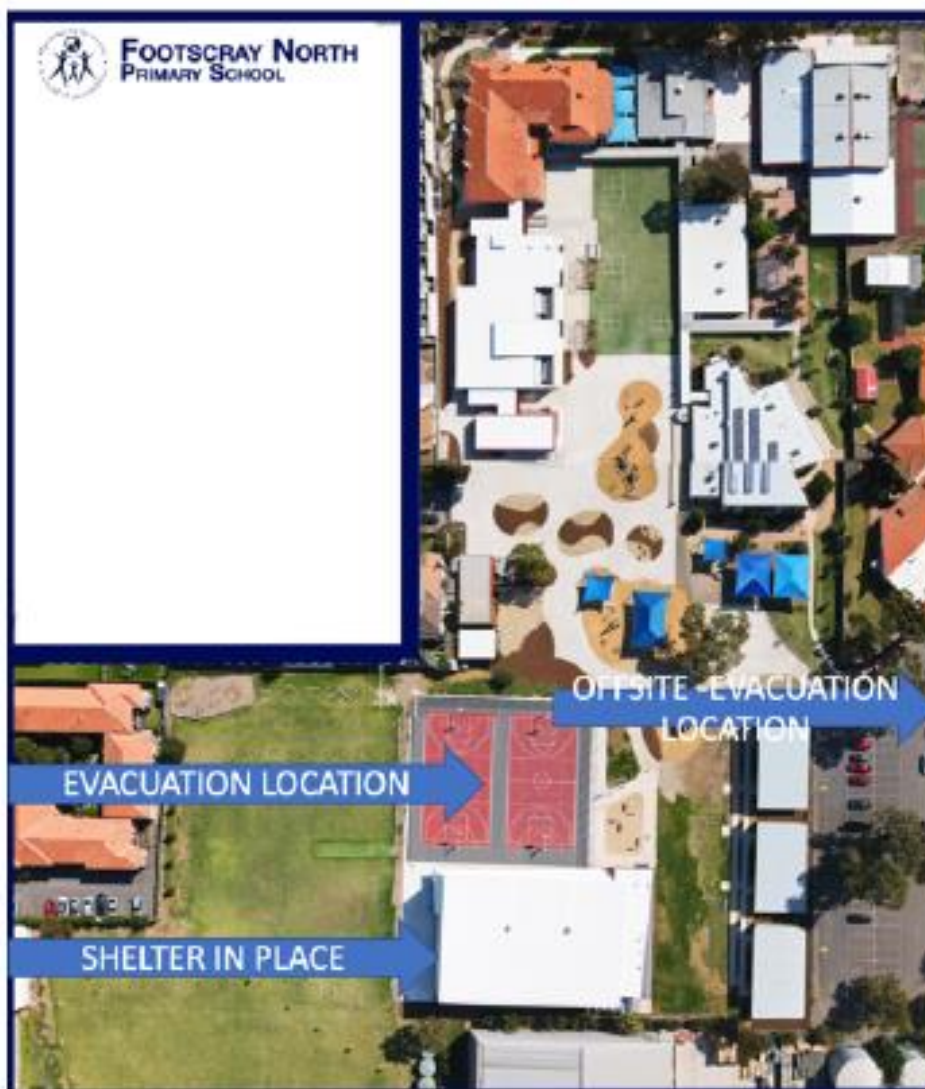 FOOTSCRAY NORTH
PRIMARY SCHOOL
OFFSITE -EVACUATION
LOCATION
EVACUATION LOCATION
SHELTER IN PLACE